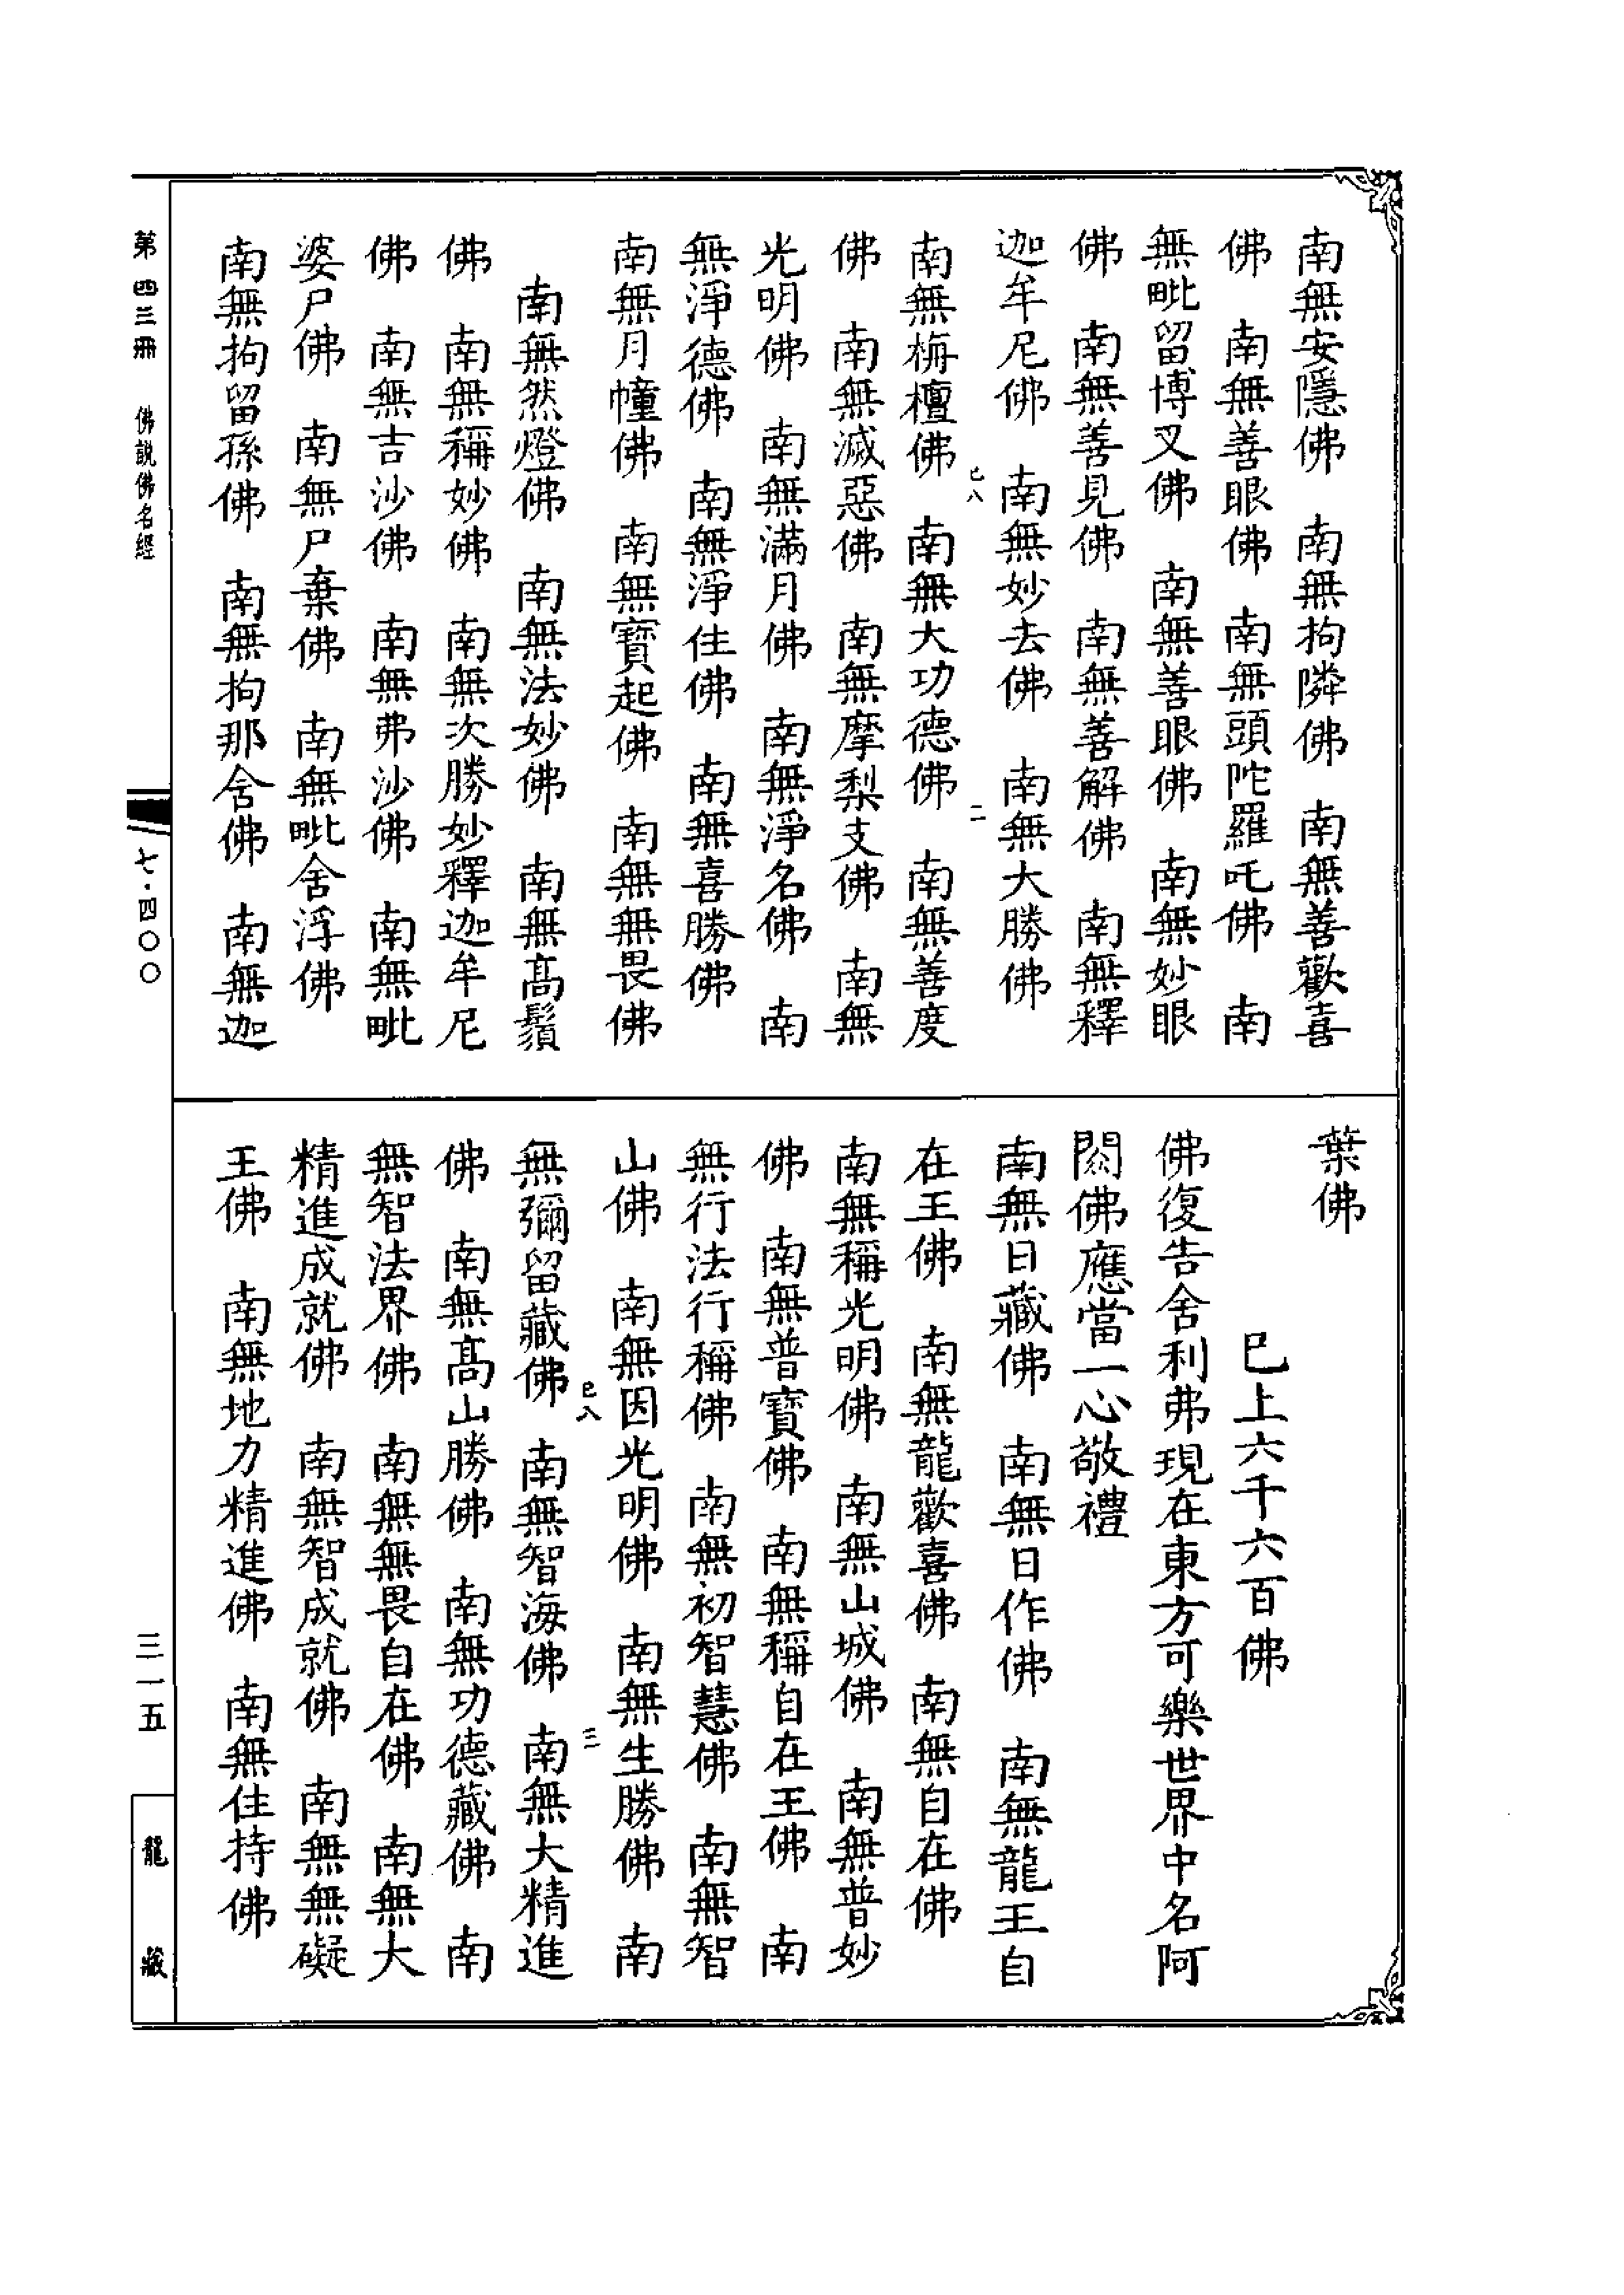 南無安隱佛　南無拘隣佛　南無善歡喜
佛　南無善眼佛　南無頭陀羅吒佛　南
無毗留博叉佛　南無善眼佛　南無妙眼
佛　南無善見佛　南無善解佛　南無釋
迦牟尼佛　南無妙去佛　南無大勝佛
巳八　二
南無栴檀佛　南無大功德佛　南無善度
佛　南無滅惡佛　南無摩梨支佛　南無
光明佛　南無滿月佛　南無淨名佛　南
無淨德佛　南無淨住佛　南無喜勝佛
南無月幢佛　南無寶起佛　南無無畏佛
南無然燈佛　南無法妙佛　南無高鬚
佛　南無稱妙佛　南無次勝妙釋迦牟尼
佛　南無吉沙佛　南無弗沙佛　南無毗
婆尸佛　南無尸棄佛　南無毗舍浮佛
南無拘留孫佛　南無拘那含佛　南無迦
葉佛
巳上六千六百佛
佛復告舍利弗現在東方可樂世界中名阿
閦佛應當一心敬禮
南無日藏佛　南無日作佛　南無龍王自
在王佛　南無龍歡喜佛　南無自在佛
南無稱光明佛　南無山城佛　南無普妙
佛　南無普寶佛　南無稱自在王佛　南
無行法行稱佛　南無初智慧佛　南無智
山佛　南無因光明佛　南無生勝佛　南
巳八　三
無彌留藏佛　南無智海佛　南無大精進
佛　南無高山勝佛　南無功德藏佛　南
無智法界佛　南無無畏自在佛　南無大
精進成就佛　南無智成就佛　南無無礙
王佛　南無地力精進佛　南無住持佛
第四三冊　佛說佛名經
七·四〇〇
三一五
龍藏